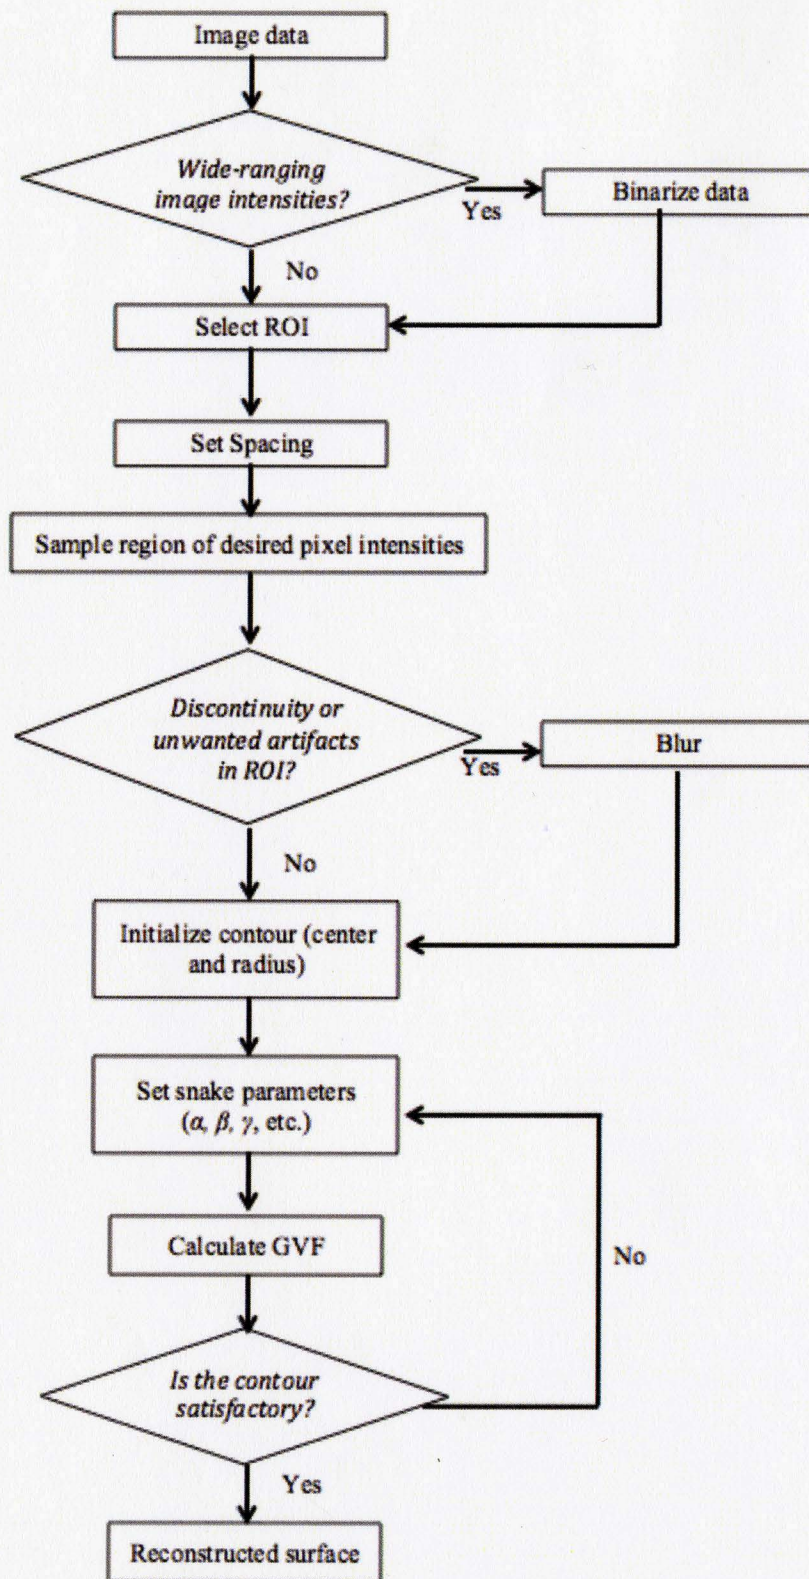 Image data
Wide-ranging
image intensities?
Yes
Binarize data
No
Select ROI
Set Spacing
Sample region of desired pixel intensities
Discontinuity or
unwanted artifacts
in ROI?
Yes
Blur
No
Initialize contour (center
and radius)
Set snake parameters
(α, β, γ, etc.)
Calculate GVF
No
Is the contour
satisfactory?
Yes
Reconstructed surface